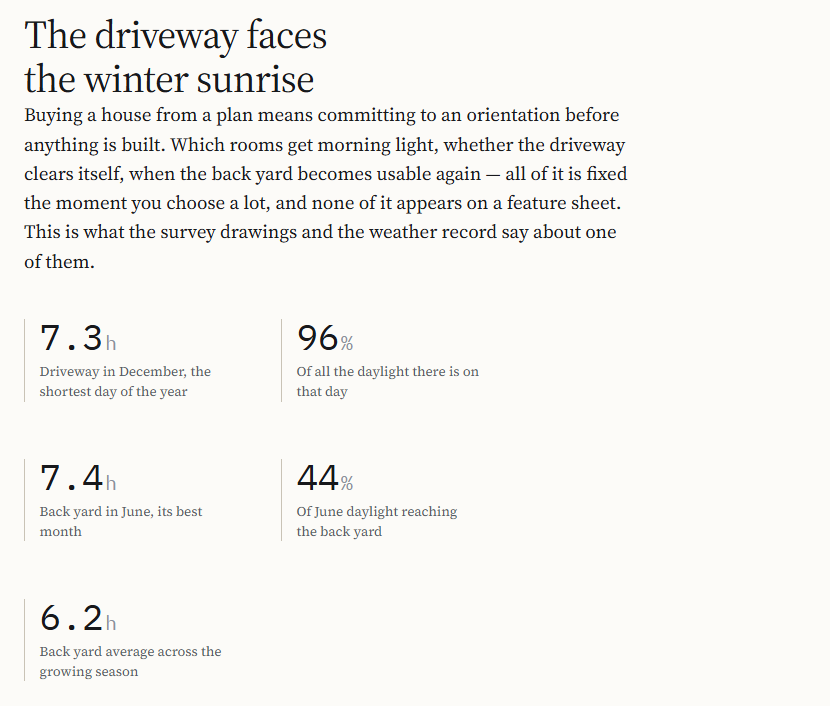 The driveway faces
the winter sunrise
Buying a house from a plan means committing to an orientation before
anything is built. Which rooms get morning light, whether the driveway
clears itself, when the back yard becomes usable again — all of it is fixed
the moment you choose a lot, and none of it appears on a feature sheet.
This is what the survey drawings and the weather record say about one
of them.
7.3h
Driveway in December, the
shortest day of the year
96%
Of all the daylight there is on
that day
7.4h
Back yard in June, its best
month
44%
Of June daylight reaching
the back yard
6.2h
Back yard average across the
growing season